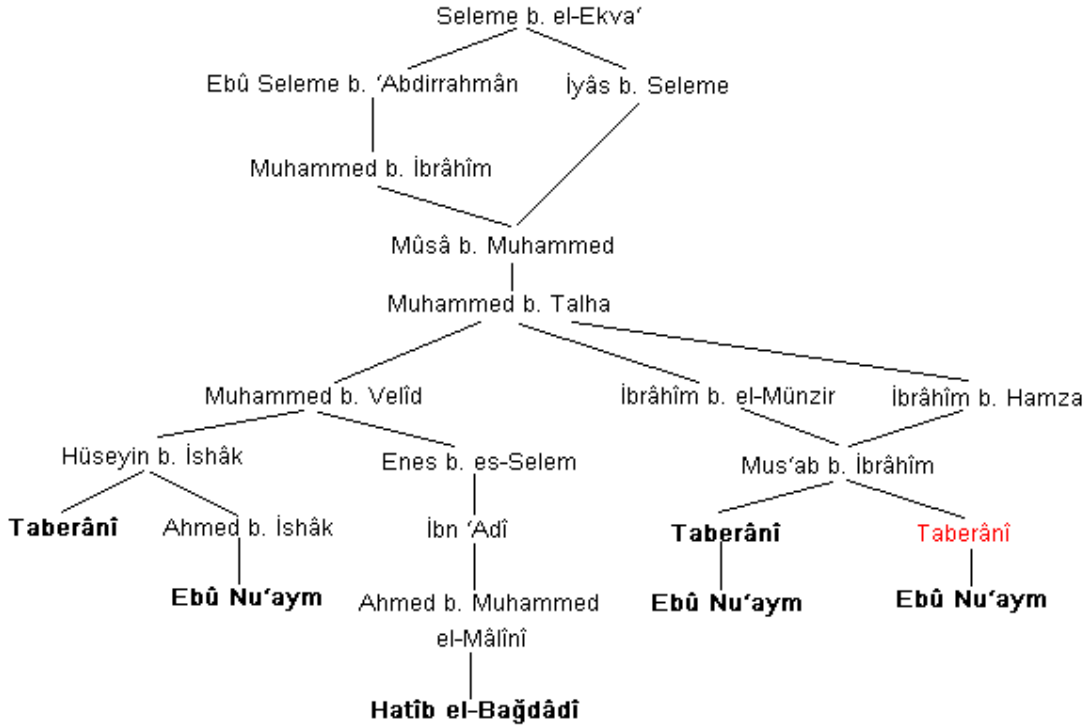 Seleme b. el-Ekva‘
Ebû Seleme b. ‘Abdirrahmân
İyâs b. Seleme
Muhammed b. İbrâhîm
Mûsâ b. Muhammed
Muhammed b. Talha
Muhammed b. Velîd
İbrâhîm b. el-Münzir
İbrâhîm b. Hamza
Hüseyin b. İshâk
Enes b. es-Selem
Mus‘ab b. İbrâhîm
Taberânî
Ahmed b. İshâk
İbn ‘Adî
Taberânî
Taberânî
Ebû Nu‘aym
Ahmed b. Muhammed
el-Mâlînî
Ebû Nu‘aym
Ebû Nu‘aym
Hatîb el-Bağdâdî